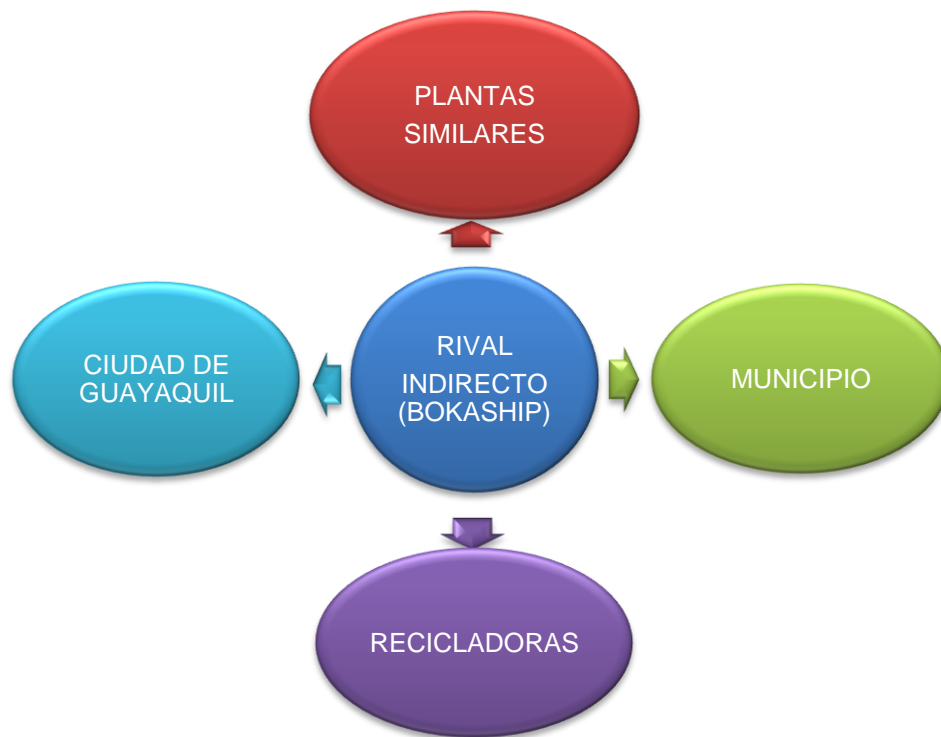 PLANTAS
SIMILARES
CIUDAD DE
GUAYAQUIL
RIVAL
INDIRECTO
(BOKASHIP)
MUNICIPIO
RECICLADORAS